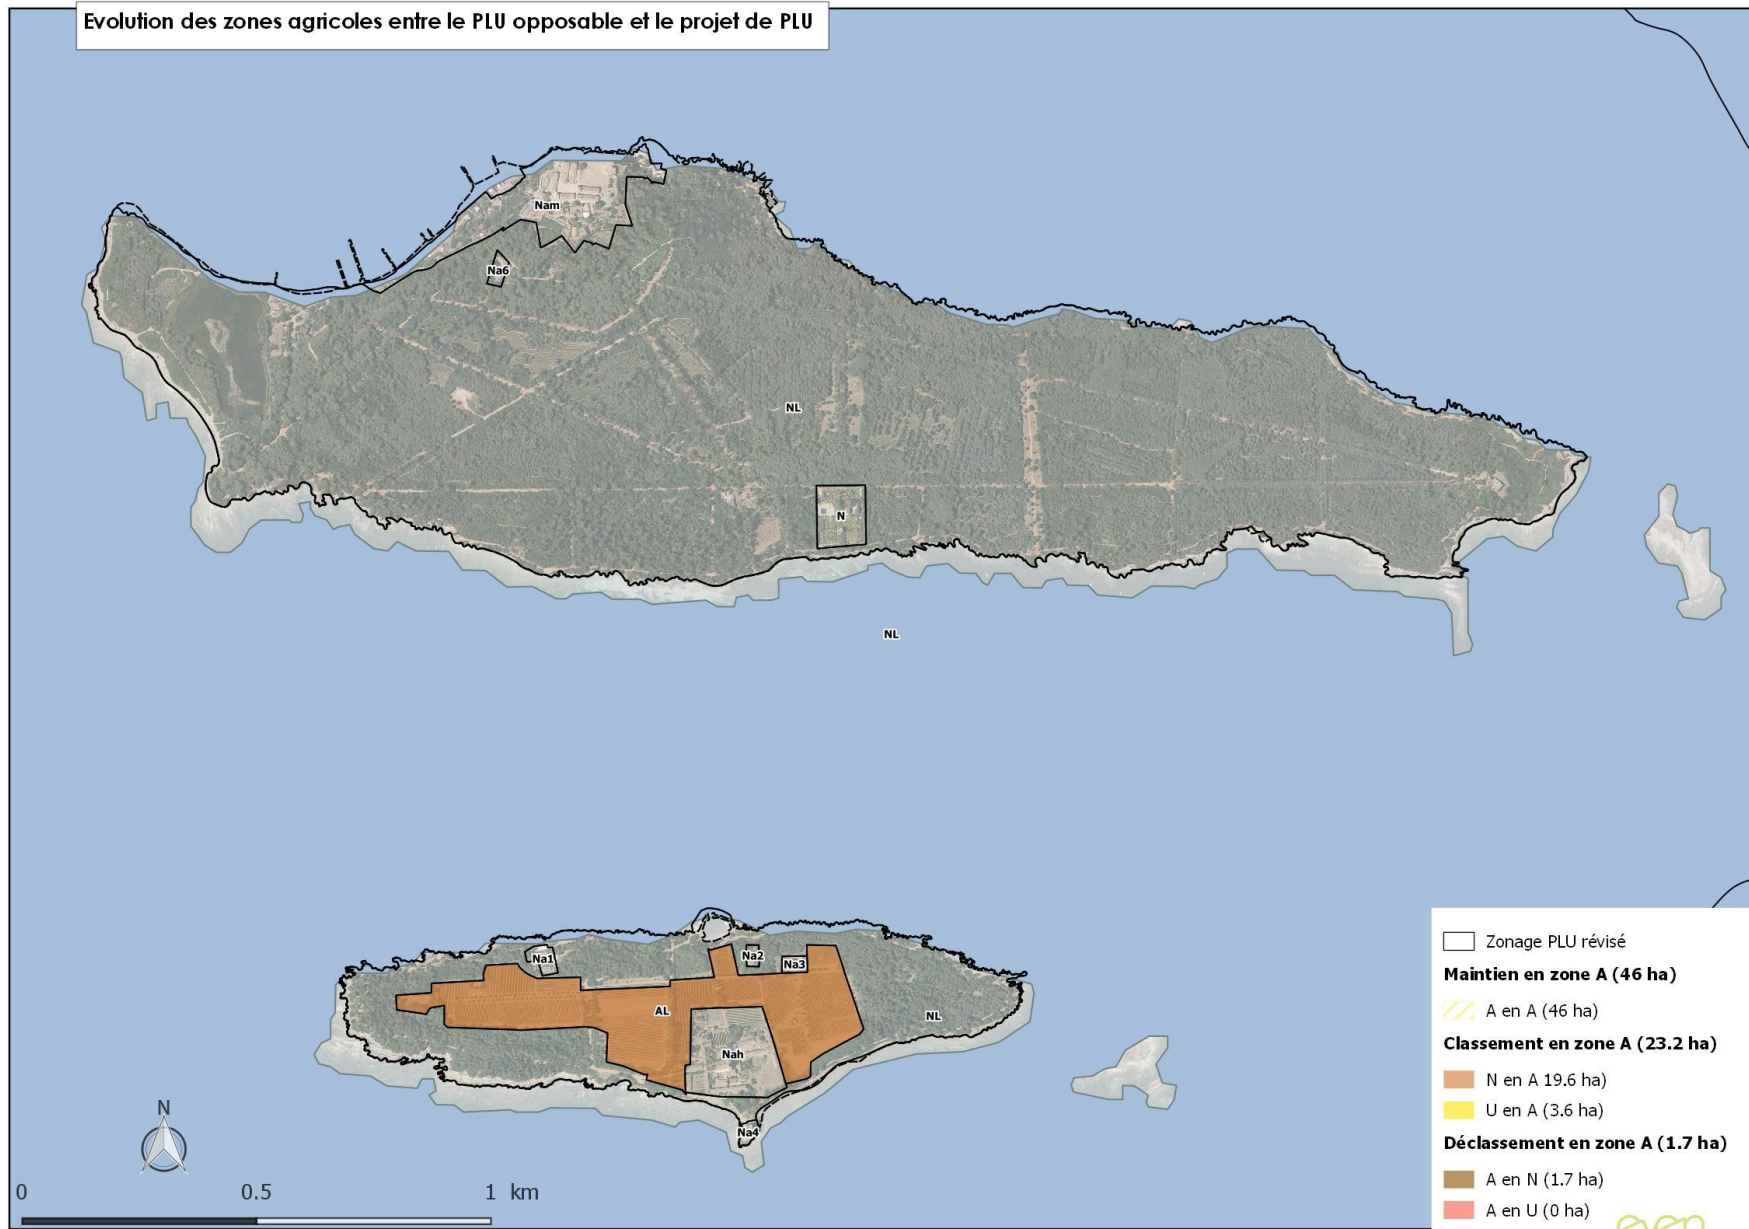 Evolution des zones agricoles entre le PLU opposable et le projet de PLU
Nam
Na6
NL
N
NL
Na1
Na2
Na3
AL
NL
Nah
Na4
N
0 0.5 1 km
Zonage PLU révisé
Maintien en zone A (46 ha)
A en A (46 ha)
Classement en zone A (23.2 ha)
N en A 19.6 ha)
U en A (3.6 ha)
Déclassement en zone A (1.7 ha)
A en N (1.7 ha)
A en U (0 ha)
even